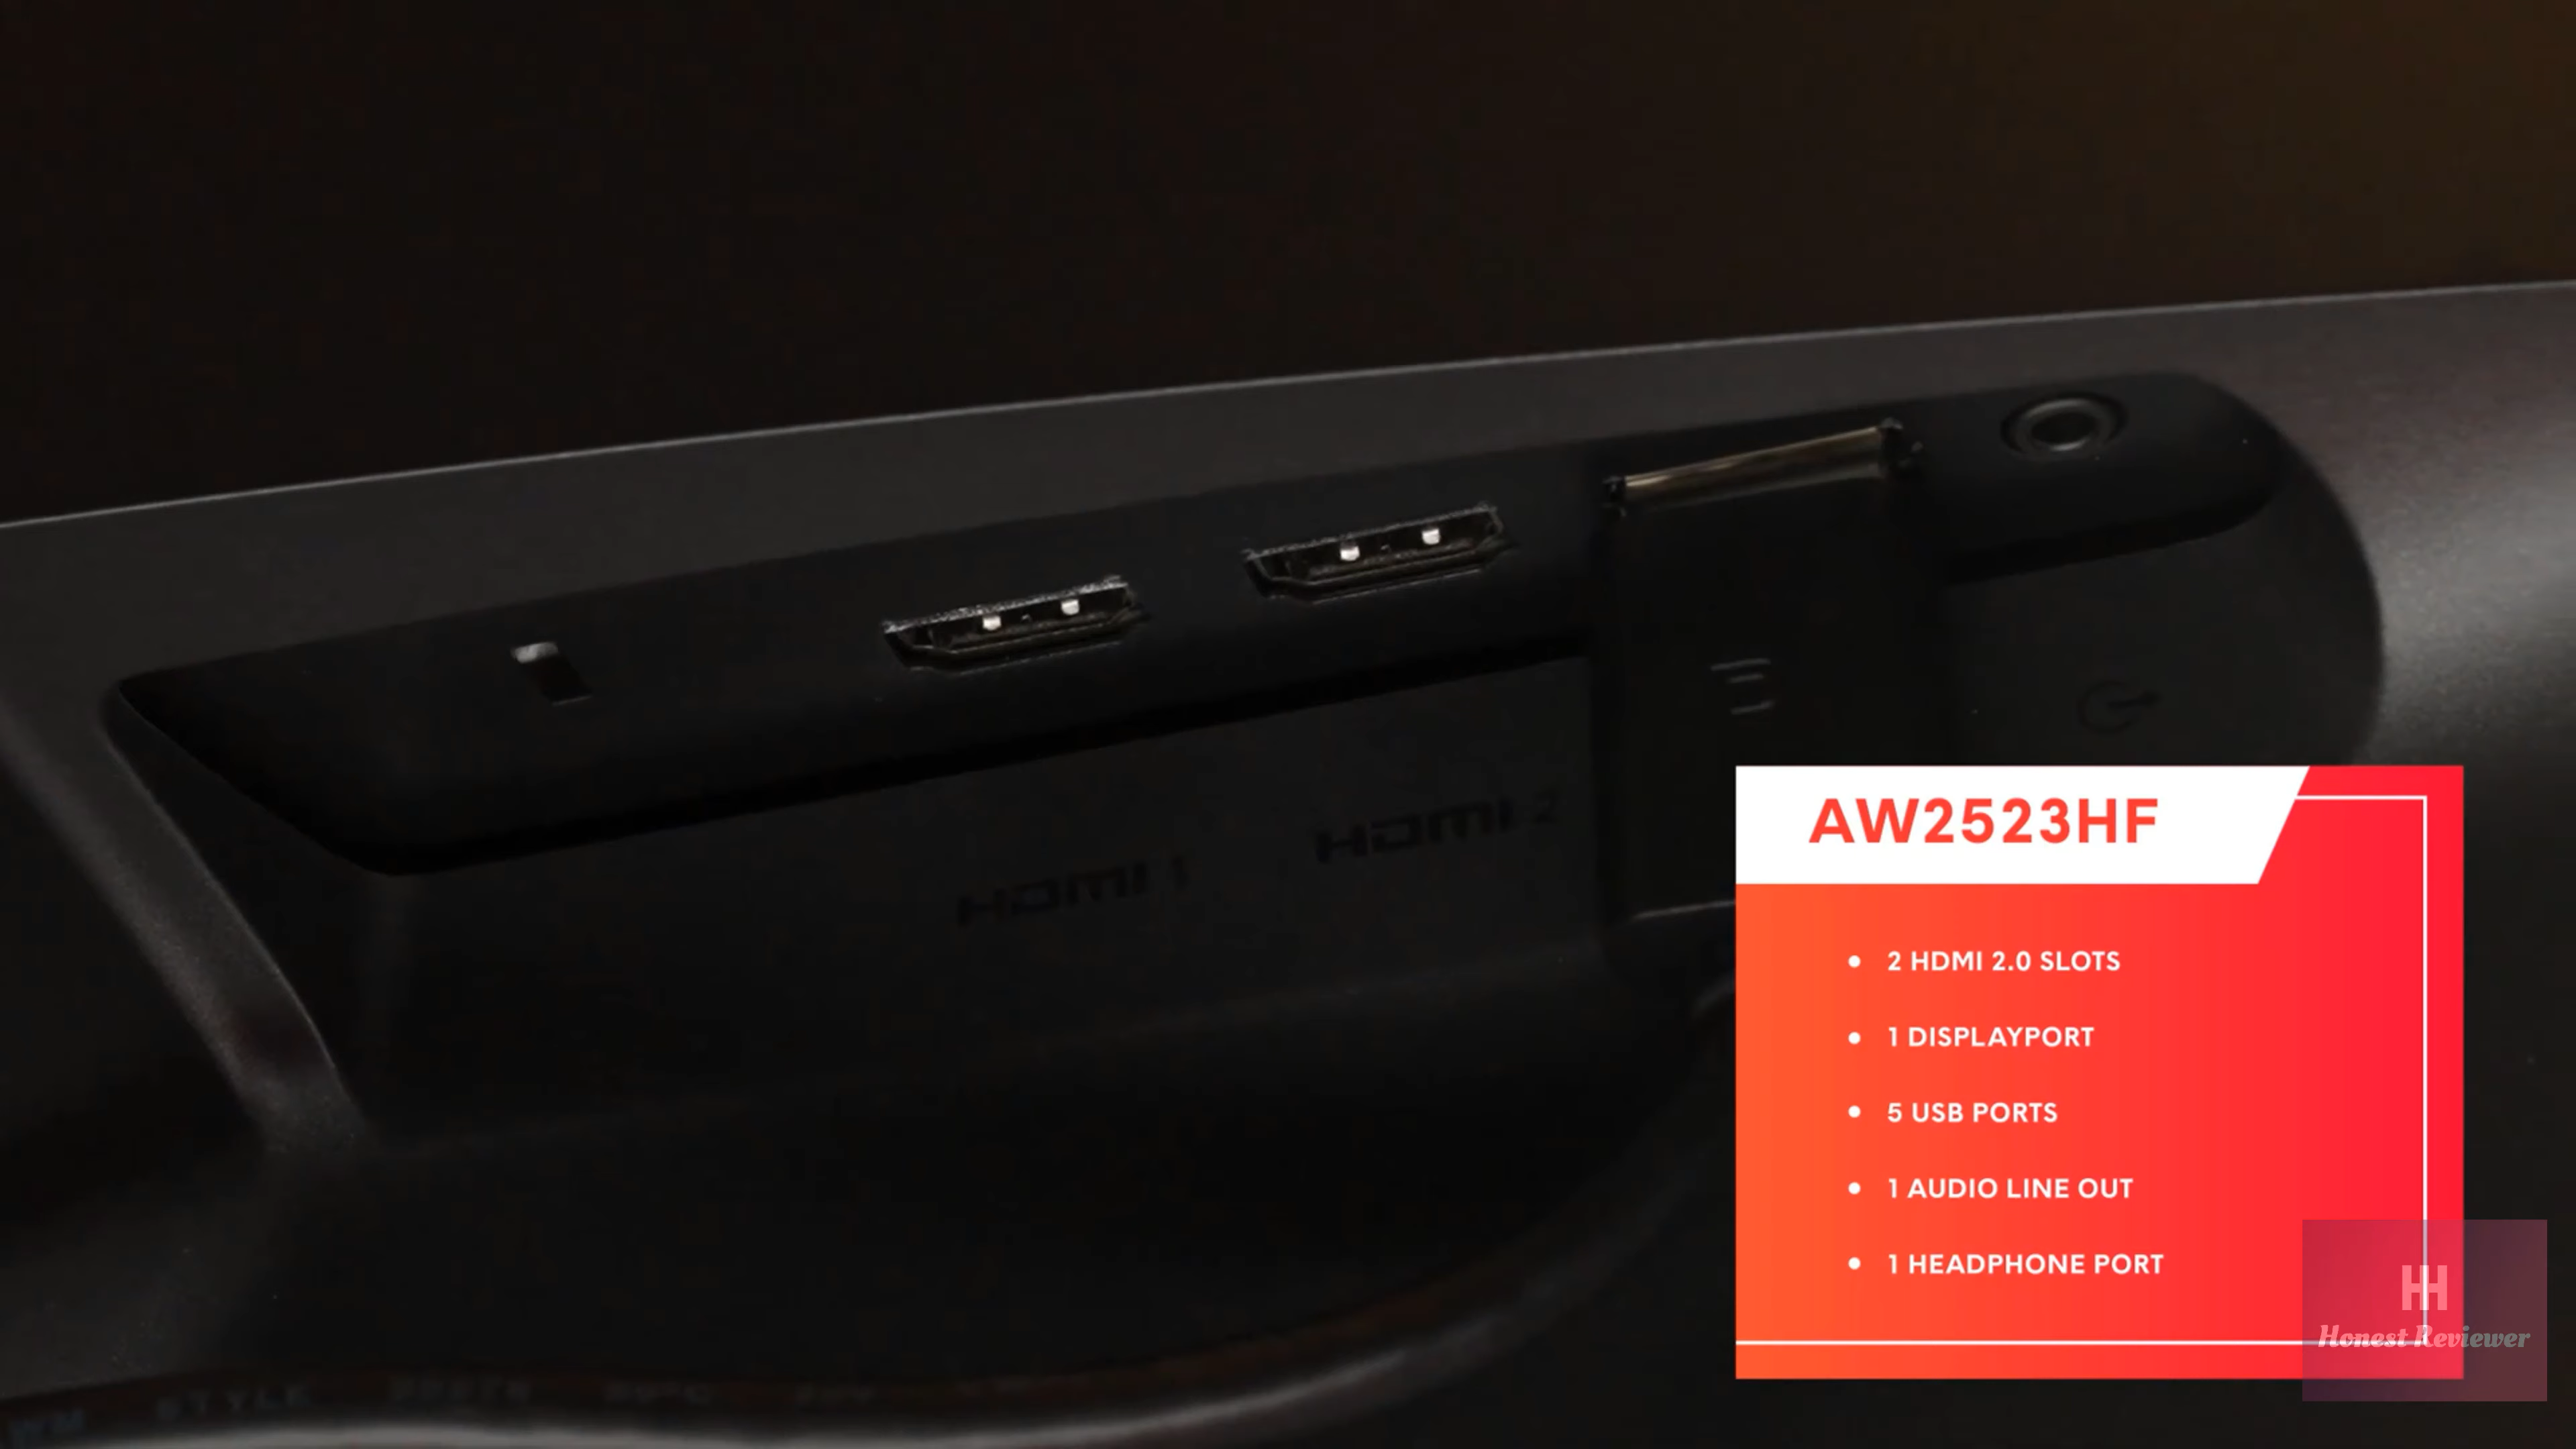 HDMI 1
HDMI 2
AW2523HF
• 2 HDMI 2.0 SLOTS
• 1 DISPLAYPORT
• 5 USB PORTS
• 1 AUDIO LINE OUT
• 1 HEADPHONE PORT
Honest Reviewer
STYLE